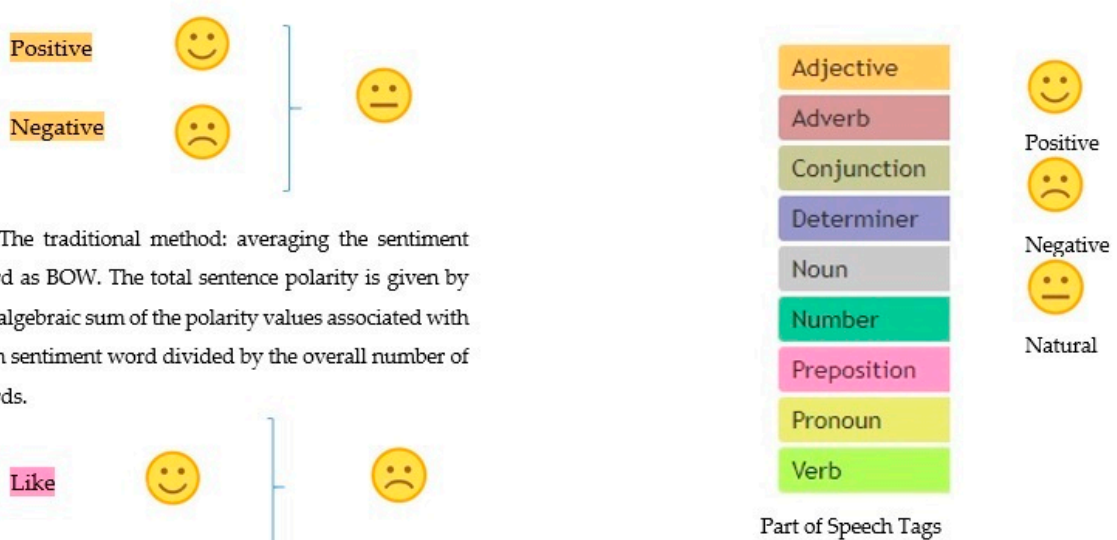 Positive
Negative
The traditional method: averaging the sentiment
as BOW. The total sentence polarity is given by
algebraic sum of the polarity values associated with
sentiment word divided by the overall number of
Like
Adjective
Adverb
Conjunction
Determiner
Noun
Number
Preposition
Pronoun
Verb
Part of Speech Tags
Positive
Negative
Natural